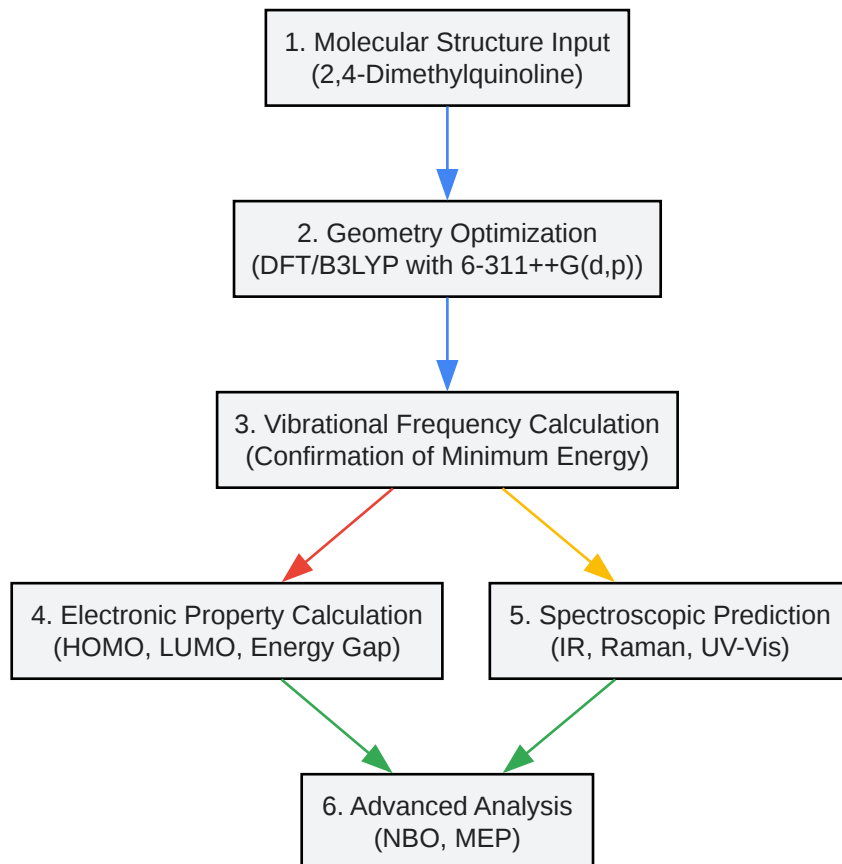 1. Molecular Structure Input
(2,4-Dimethylquinoline)
2. Geometry Optimization
(DFT/B3LYP with 6-311++G(d,p))
3. Vibrational Frequency Calculation
(Confirmation of Minimum Energy)
4. Electronic Property Calculation
(HOMO, LUMO, Energy Gap)
5. Spectroscopic Prediction
(IR, Raman, UV-Vis)
6. Advanced Analysis
(NBO, MEP)